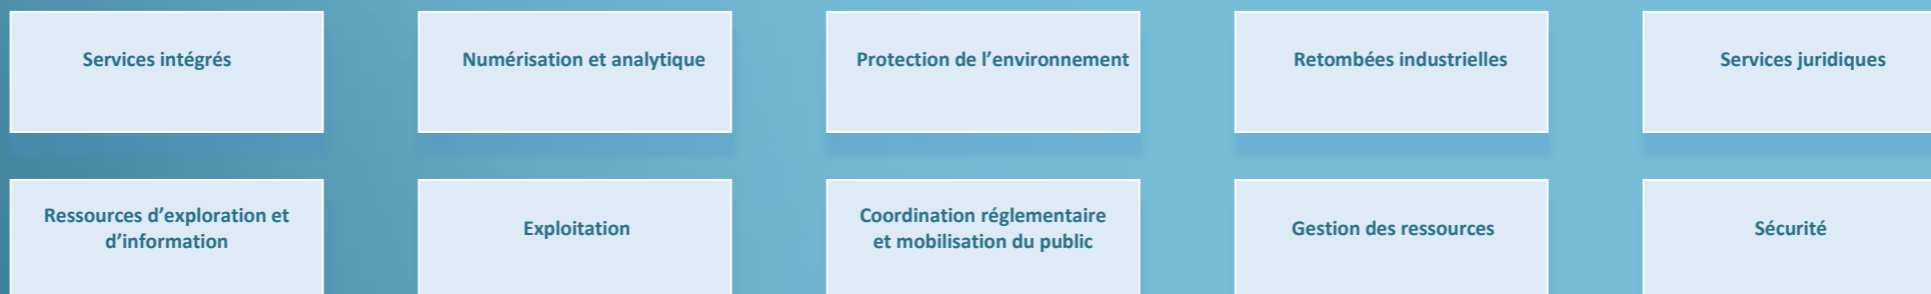 Services intégrés
Numérisation et analytique
Protection de l’environnement
Retombées industrielles
Services juridiques
Ressources d’exploration et
d’information
Exploitation
Coordination réglementaire
et mobilisation du public
Gestion des ressources
Sécurité